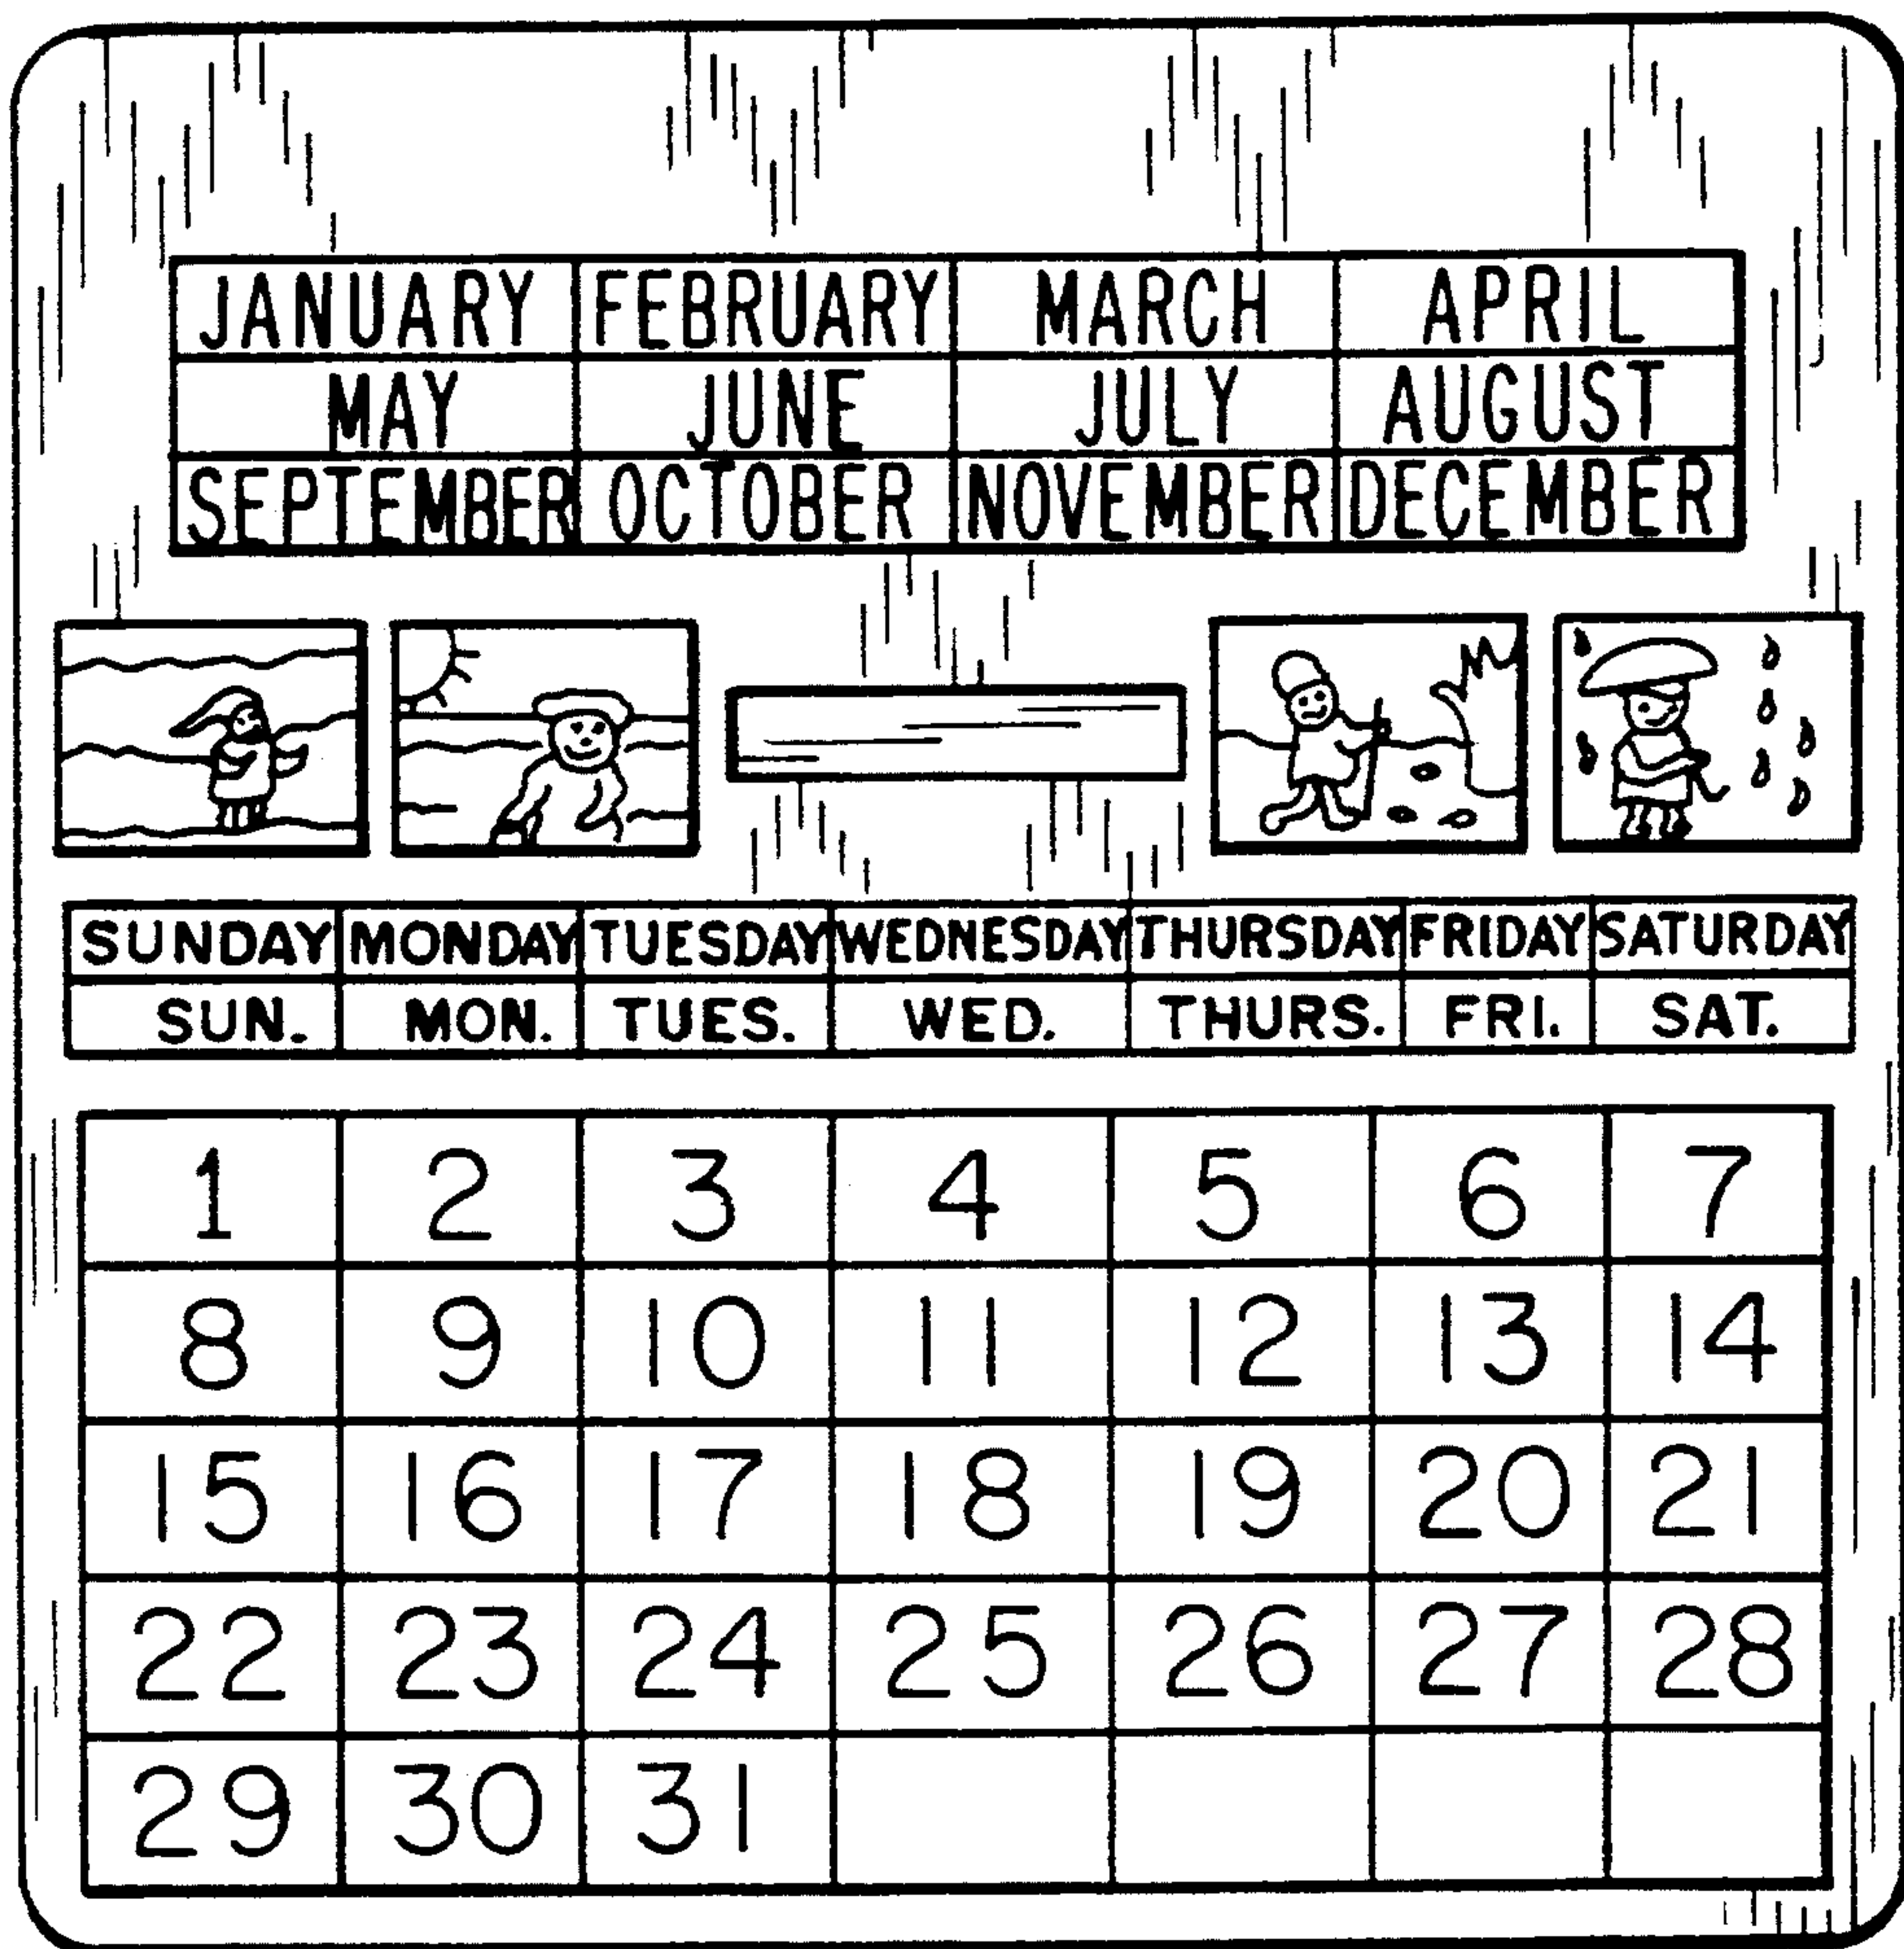 JANUARY FEBRUARY MARCH APRIL
MAY JUNE JULY AUGUST
SEPTEMBER OCTOBER NOVEMBER DECEMBER
SUNDAY MONDAY TUESDAY WEDNESDAY THURSDAY FRIDAY SATURDAY
SUN. MON. TUES. WED. THURS. FRI. SAT.
1 2 3 4 5 6 7
8 9 10 11 12 13 14
15 16 17 18 19 20 21
22 23 24 25 26 27 28
29 30 31